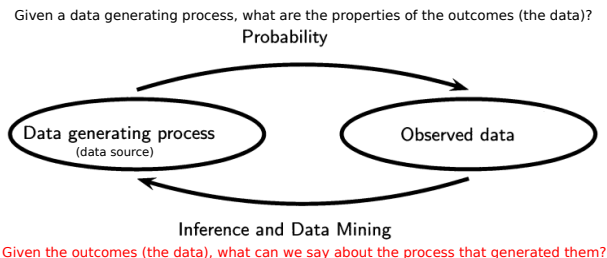 Given a data generating process, what are the properties of the outcomes (the data)?
Probability
Data generating process
(data source)
Observed data
Inference and Data Mining
Given the outcomes (the data), what can we say about the process that generated them?